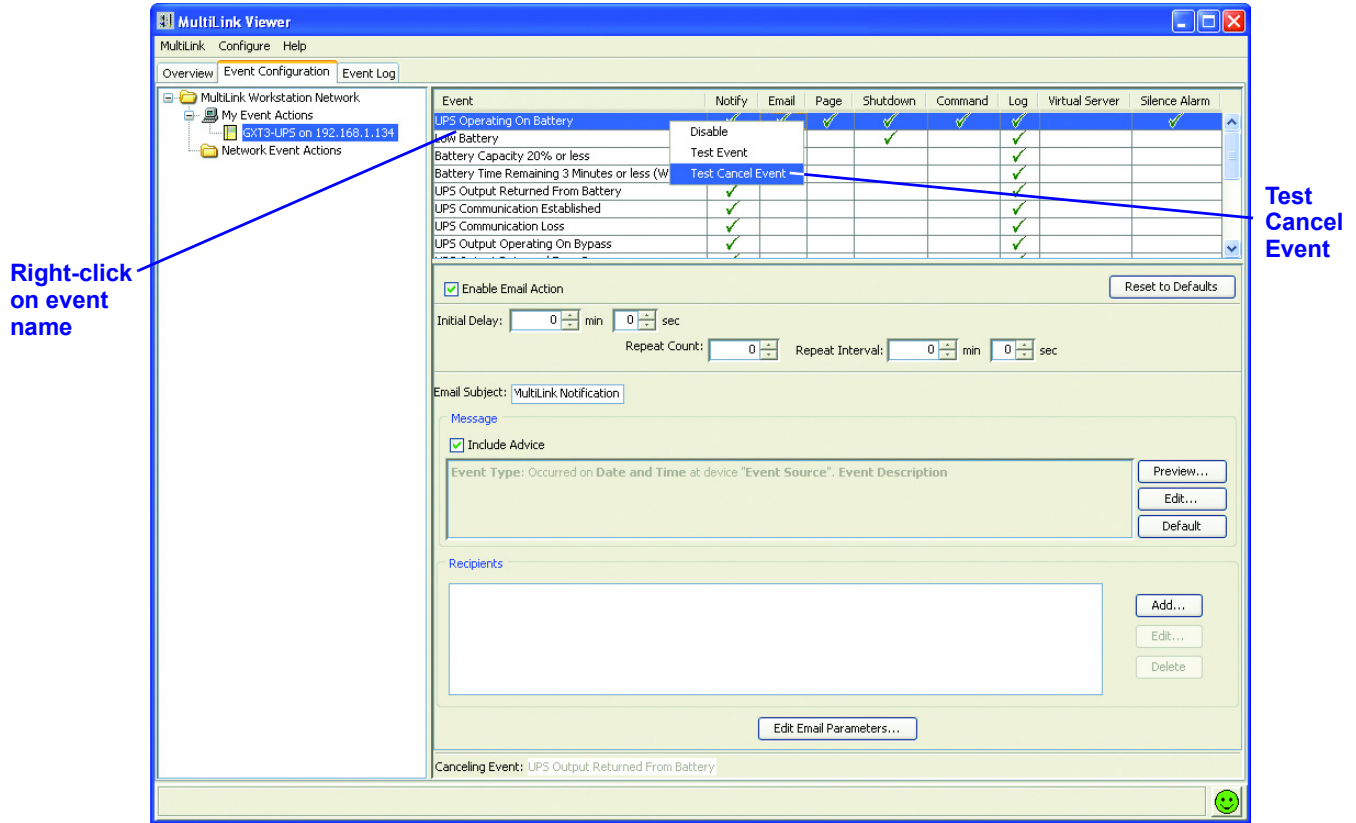 MultiLink Viewer
MultiLink Configure Help
Overview Event Configuration Event Log
MultiLink Workstation Network
My Event Actions
GXT3-UPS on 192.168.1.134
Network Event Actions
Event Notify Email Page Shutdown Command Log Virtual Server Silence Alarm
UPS Operating On Battery
Low Battery
Battery Capacity 20% or less
Battery Time Remaining 3 Minutes or less (W
UPS Output Returned From Battery
UPS Communication Established
UPS Communication Loss
UPS Output Operating On Bypass
Disable
Test Event
Test Cancel Event
Test
Cancel
Event
Right-click
on event
name
Enable Email Action
Reset to Defaults
Initial Delay: 0 min 0 sec
Repeat Count: 0 Repeat Interval: 0 min 0 sec
Email Subject: MultiLink Notification
Message
Include Advice
Event Type: Occurred on Date and Time at device "Event Source". Event Description
Preview...
Edit...
Default
Recipients
Add...
Edit...
Delete
Edit Email Parameters...
Canceling Event: UPS Output Returned From Battery